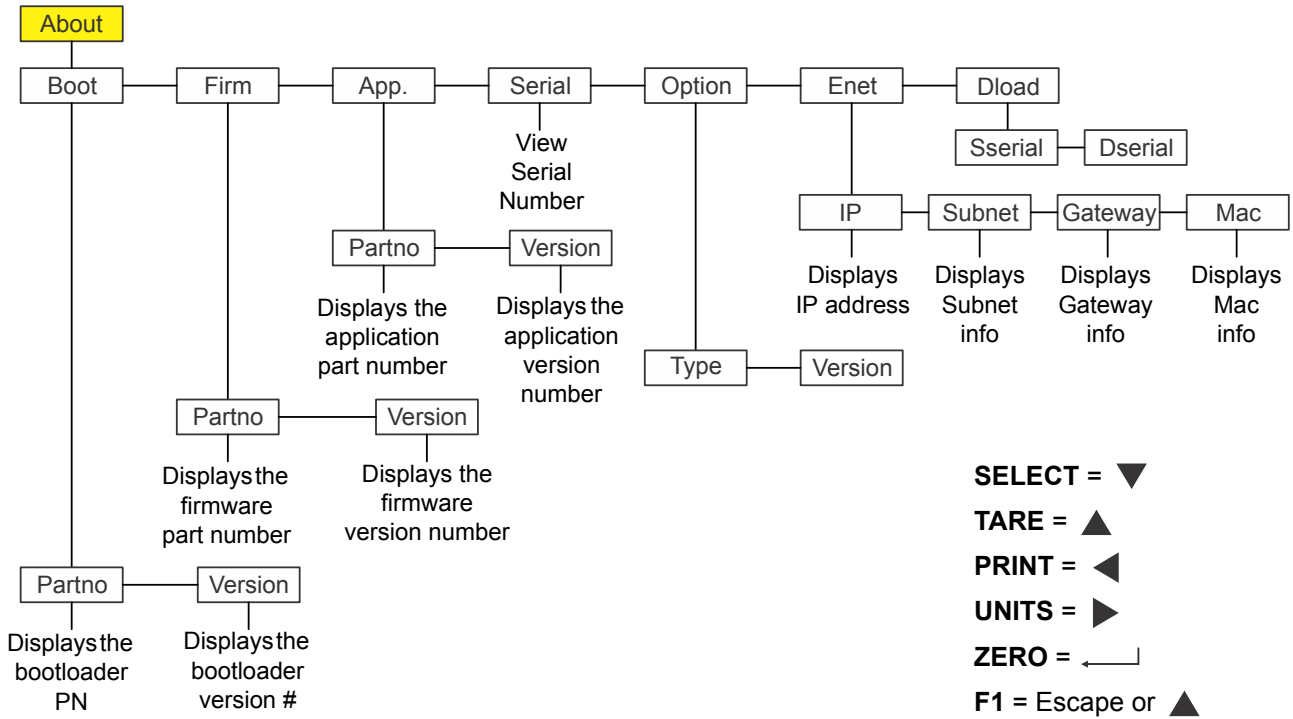 About
Boot
Firm
App.
Serial
Option
Enet
Dload
View
Serial
Number
Sserial
Dserial
IP
Subnet
Gateway
Mac
Displays
IP address
Displays
Subnet
info
Displays
Gateway
info
Displays
Mac
info
Partno
Version
Displays the
application
part number
Displays the
application
version
number
Type
Version
Partno
Version
Displays the
firmware
part number
Displays the
firmware
version number
Partno
Version
Displays the
bootloader
PN
Displays the
bootloader
version #
SELECT = ▼
TARE = ▲
PRINT = ◀
UNITS = ▶
ZERO = ↵
F1 = Escape or ▲